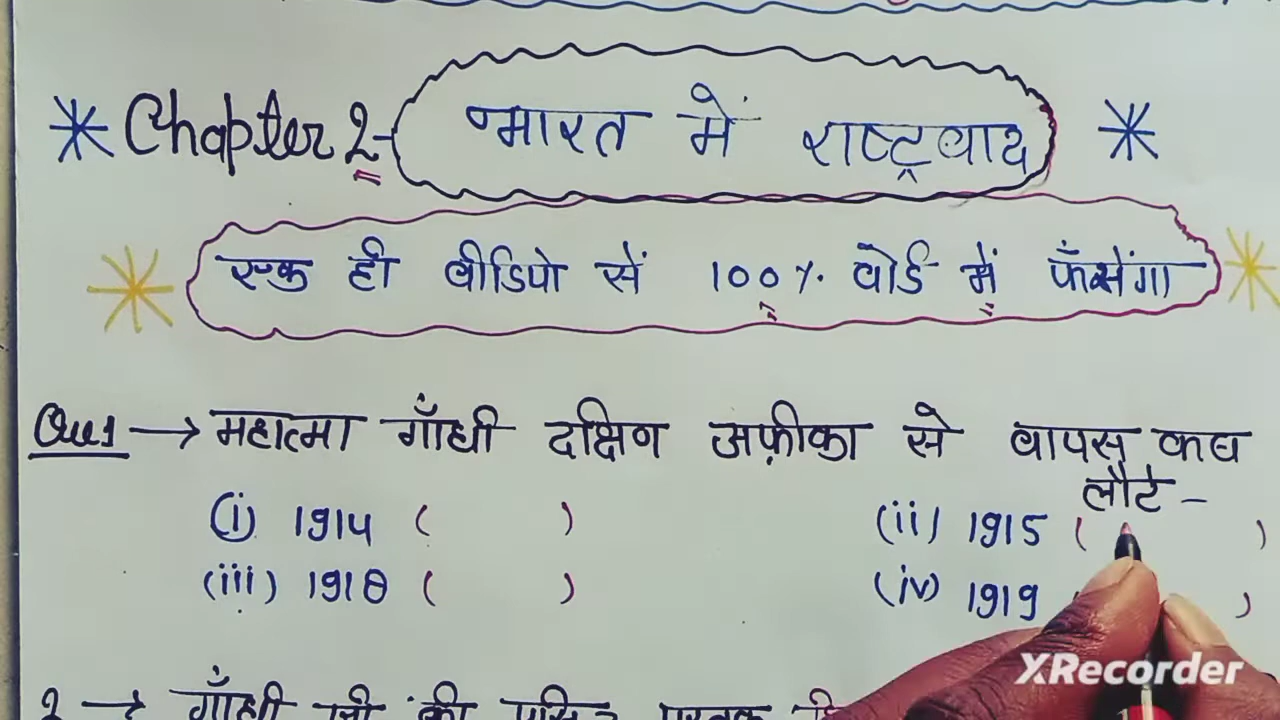 Chapter 2- भारत में राष्ट्रवाद
एक ही वीडियो सें 100% बोर्ड में फँसेंगा
Que1 → महात्मा गाँधी दक्षिण अफ़्रीका से वापस कब
लौटे -
(i) 1914 ( ) (ii) 1915 ( )
(iii) 1918 ( ) (iv) 1919 )
2 → गाँधी जी की
XRecorder